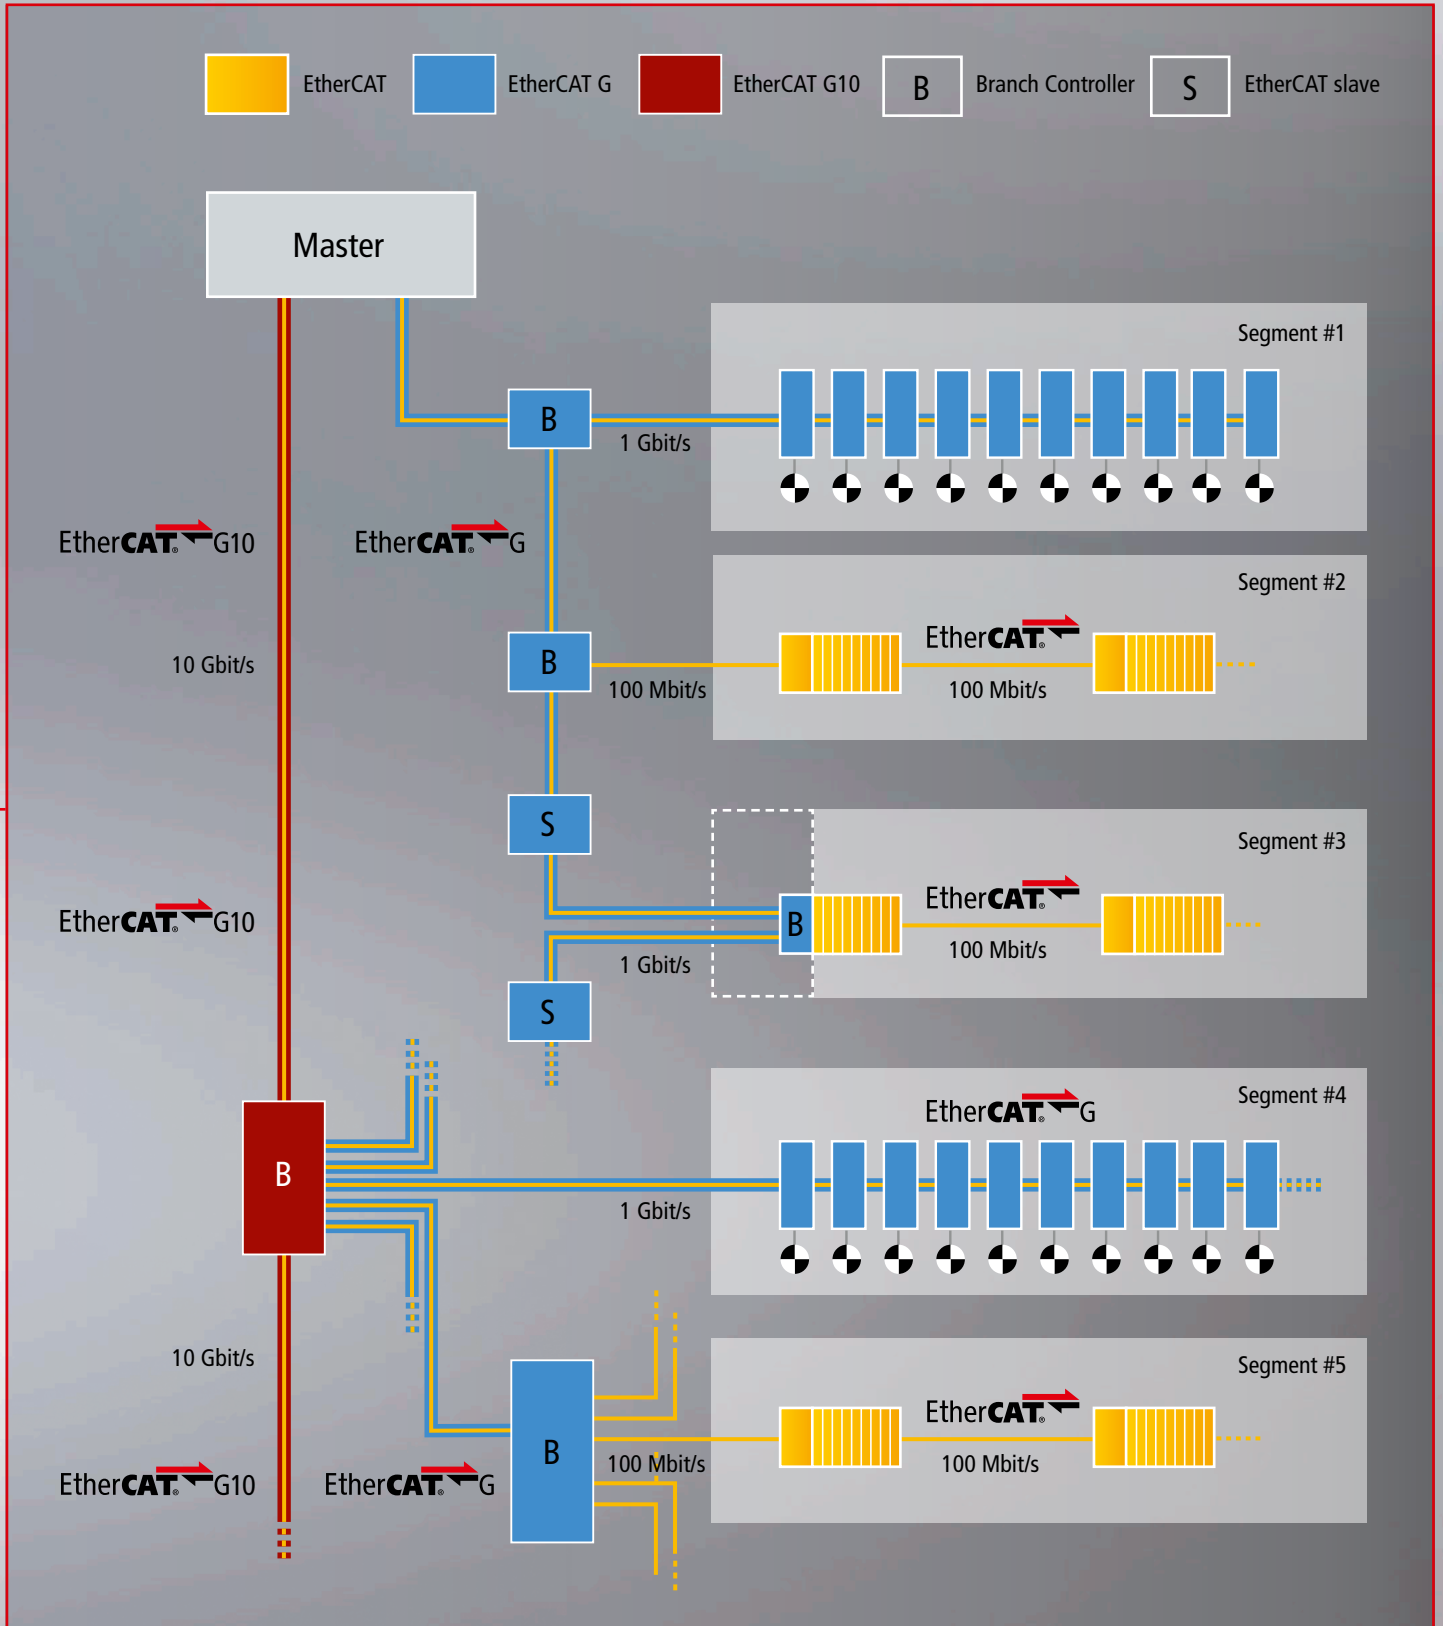 EtherCAT
EtherCAT G
EtherCAT G10
B
Branch Controller
S
EtherCAT slave
Master
Segment #1
B
1 Gbit/s
EtherCAT® G10
EtherCAT® G
Segment #2
EtherCAT®
B
10 Gbit/s
100 Mbit/s
100 Mbit/s
S
Segment #3
EtherCAT®
EtherCAT® G10
B
100 Mbit/s
1 Gbit/s
S
Segment #4
EtherCAT® G
B
1 Gbit/s
10 Gbit/s
Segment #5
EtherCAT®
B
100 Mbit/s
100 Mbit/s
EtherCAT® G10
EtherCAT® G